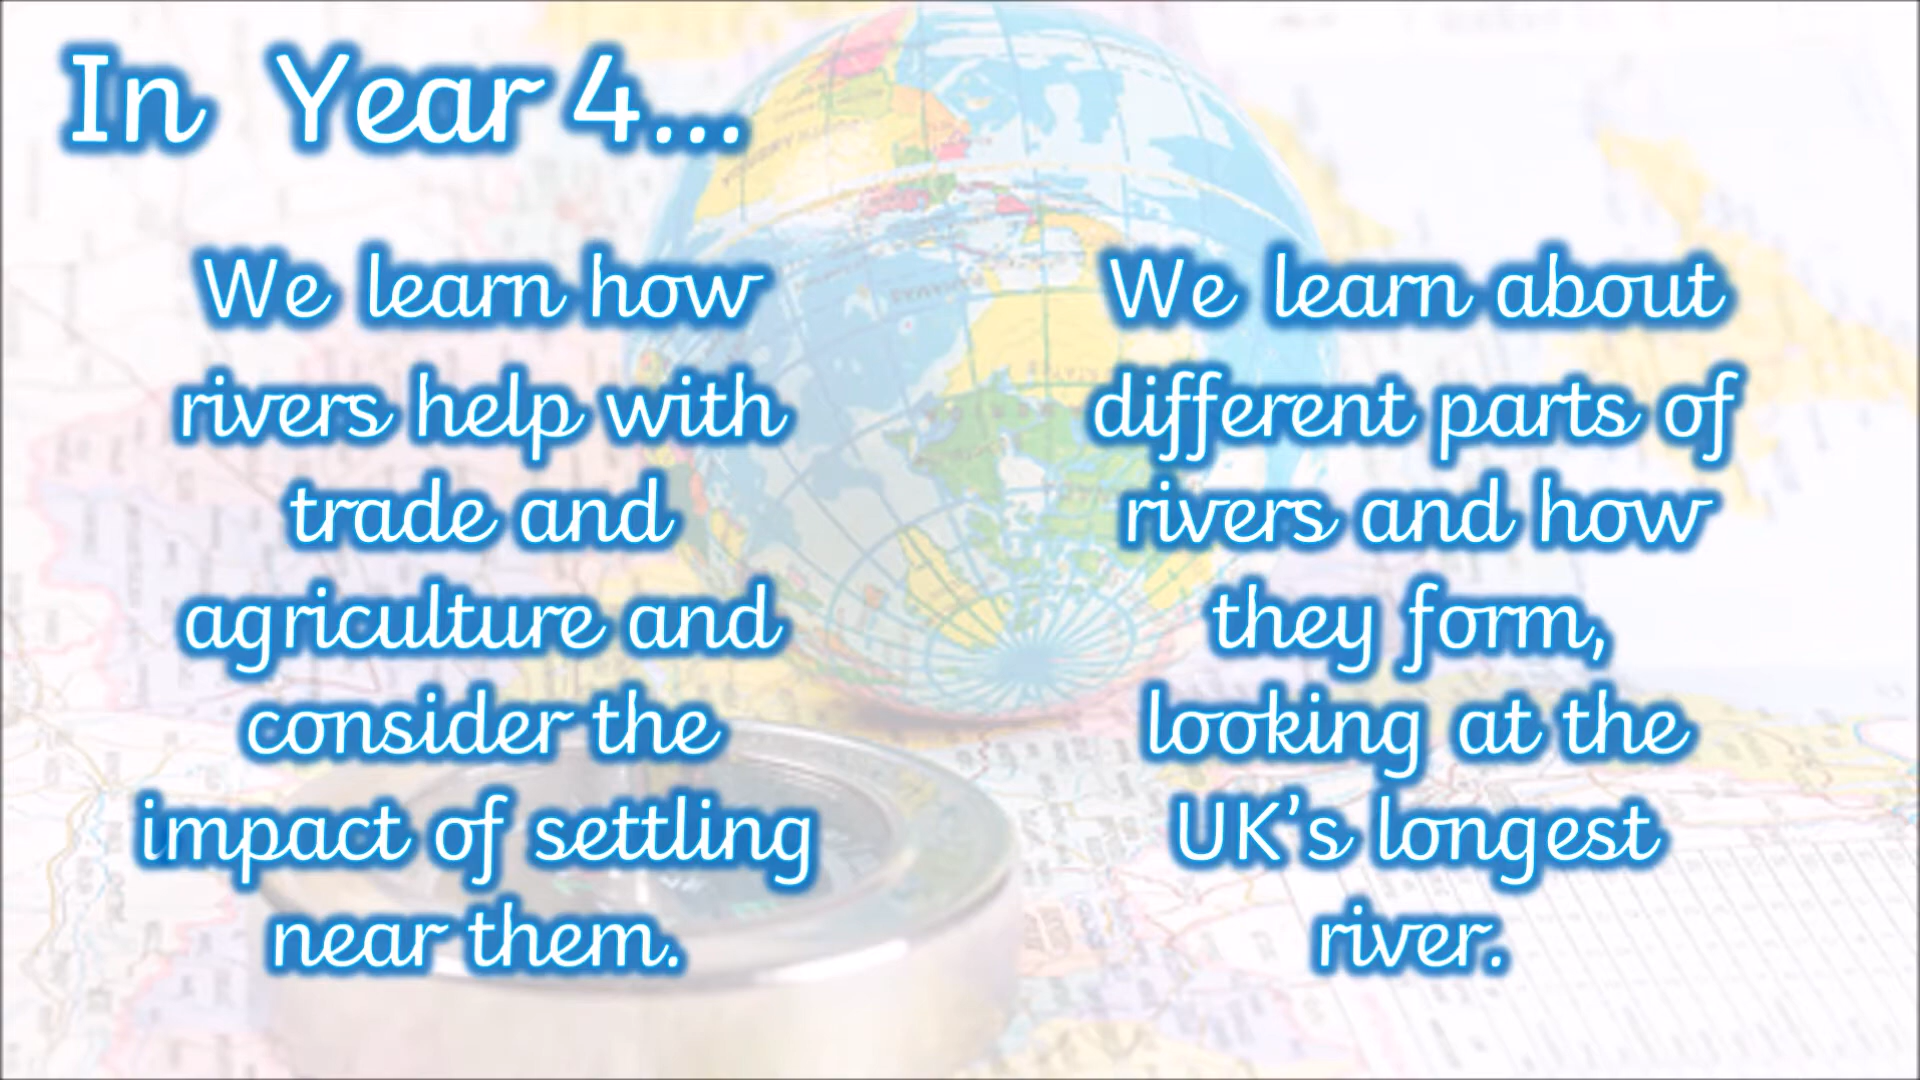 In Year 4...
We learn how
rivers help with
trade and
agriculture and
consider the
impact of settling
near them.
We learn about
different parts of
rivers and how
they form,
looking at the
UK’s longest
river.